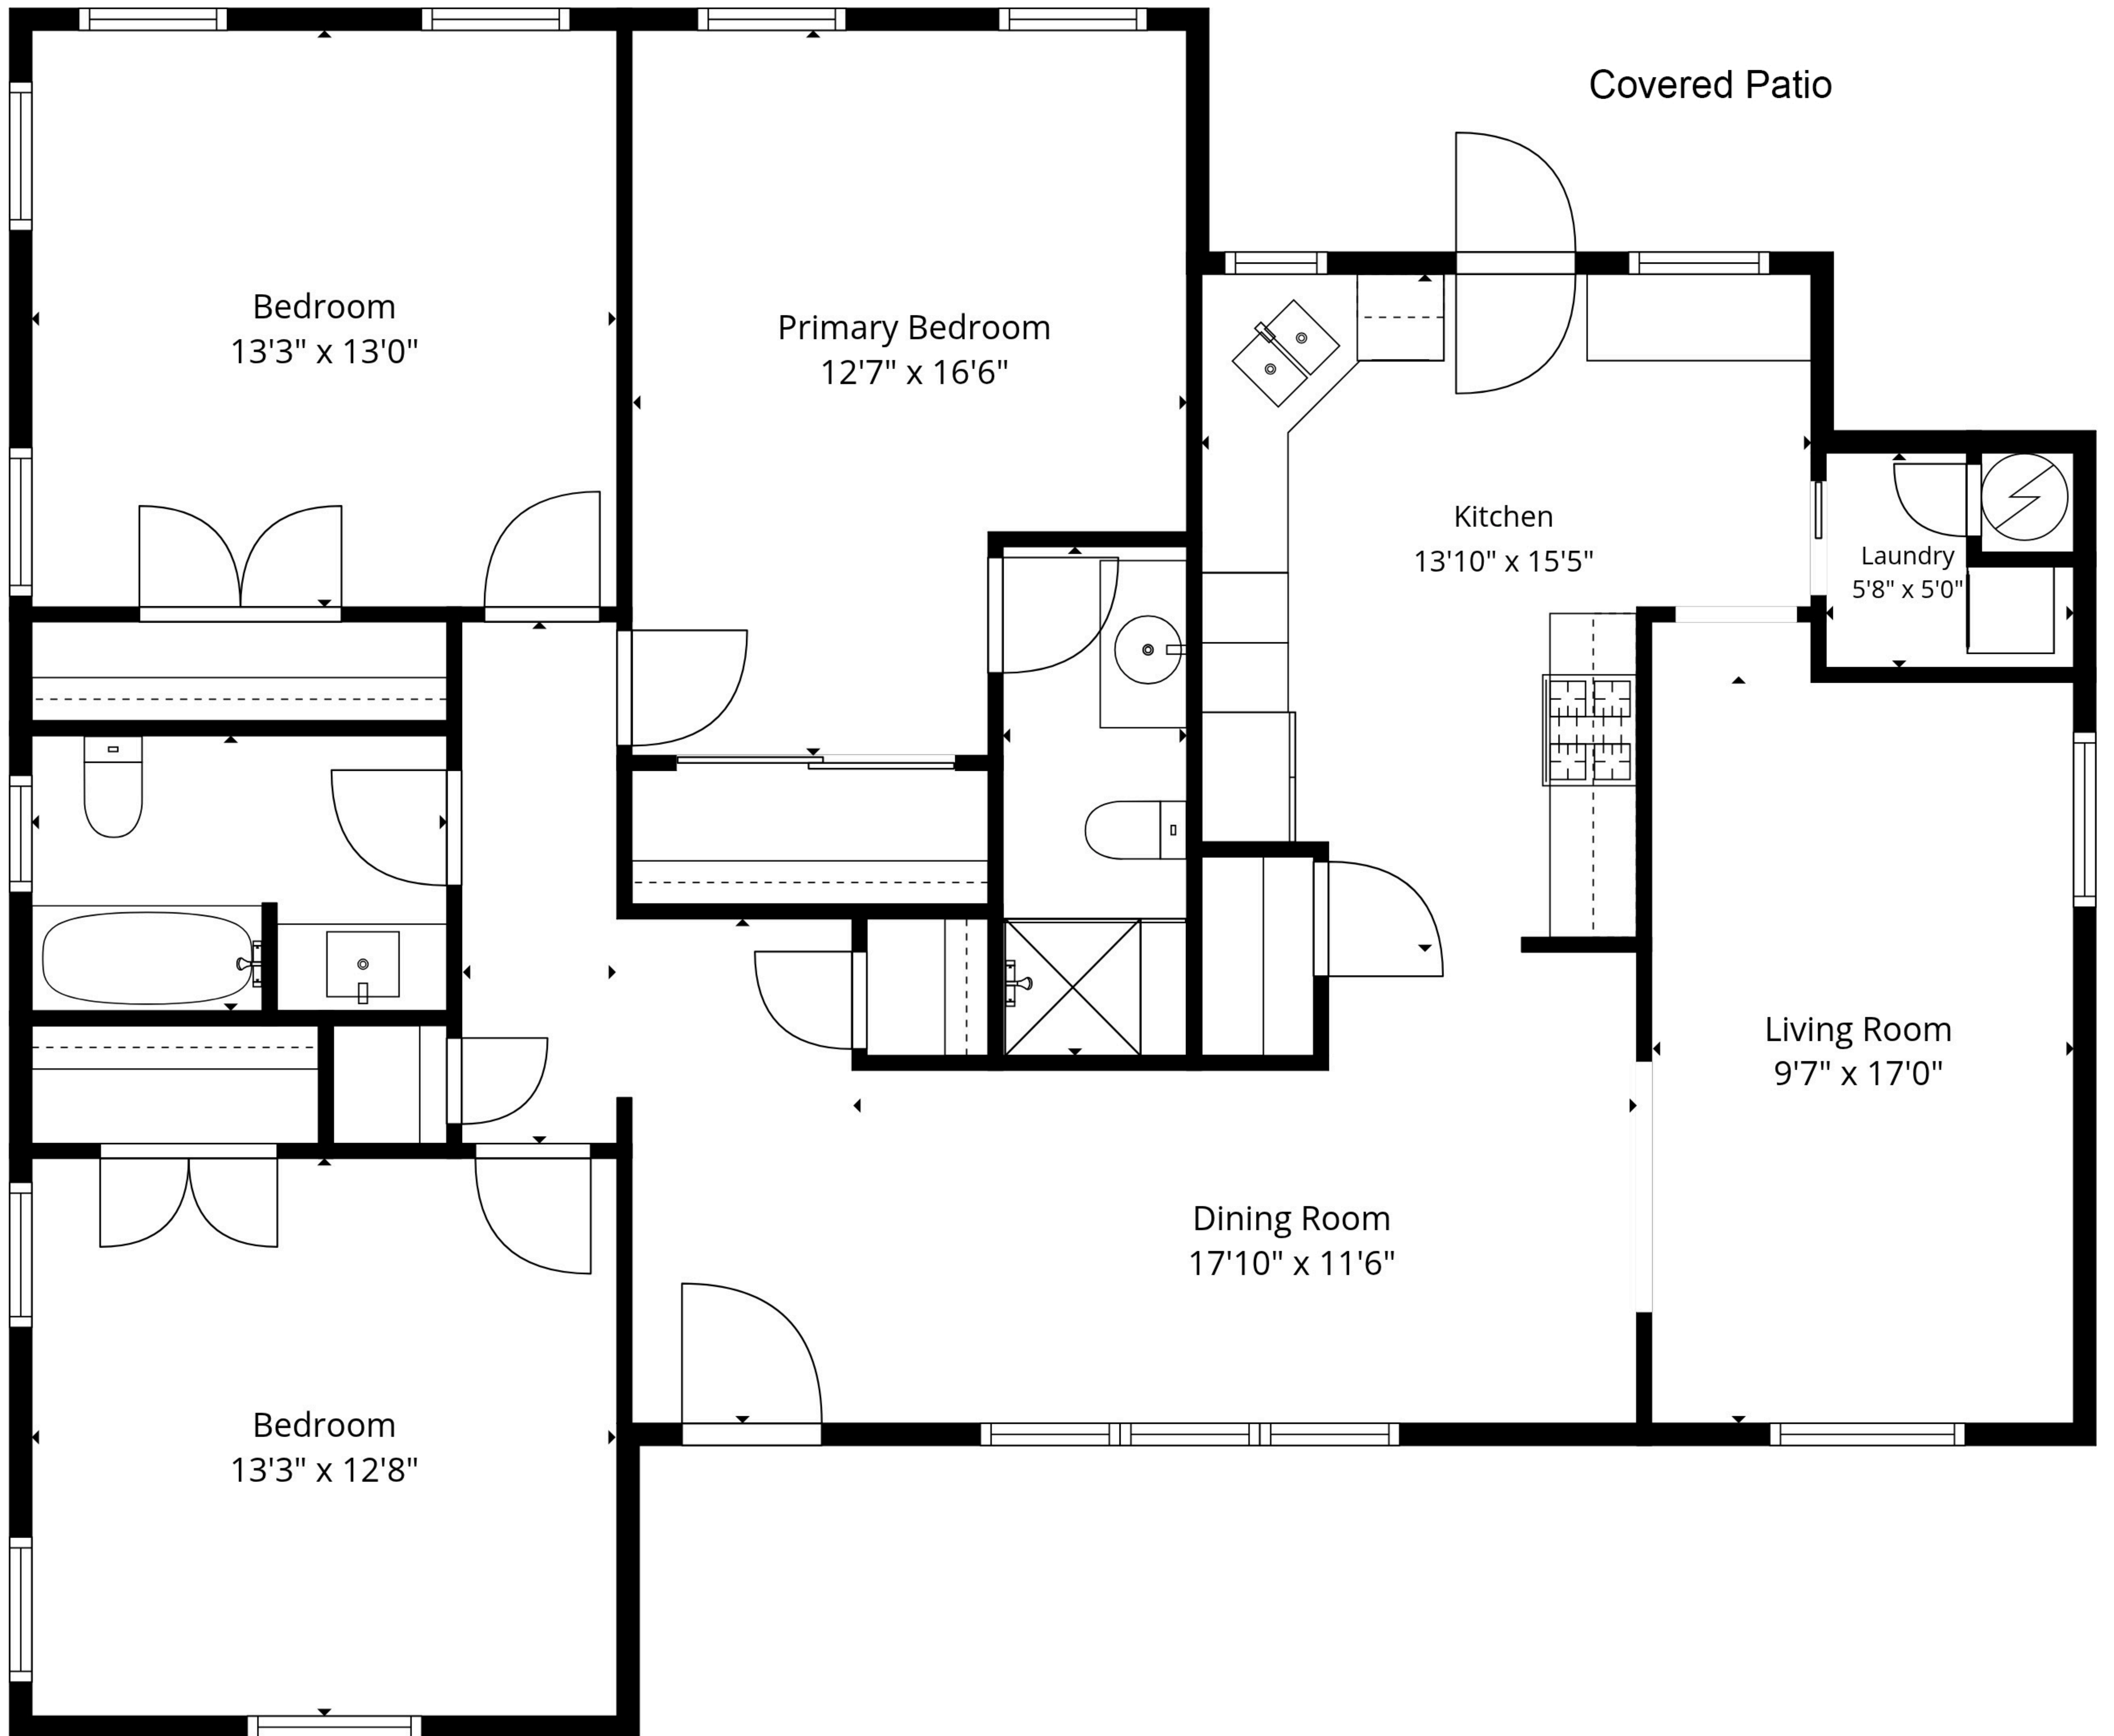 Covered Patio
Bedroom
13'3" x 13'0"
Primary Bedroom
12'7" x 16'6"
Kitchen
13'10" x 15'5"
Laundry
5'8" x 5'0"
Living Room
9'7" x 17'0"
Dining Room
17'10" x 11'6"
Bedroom
13'3" x 12'8"